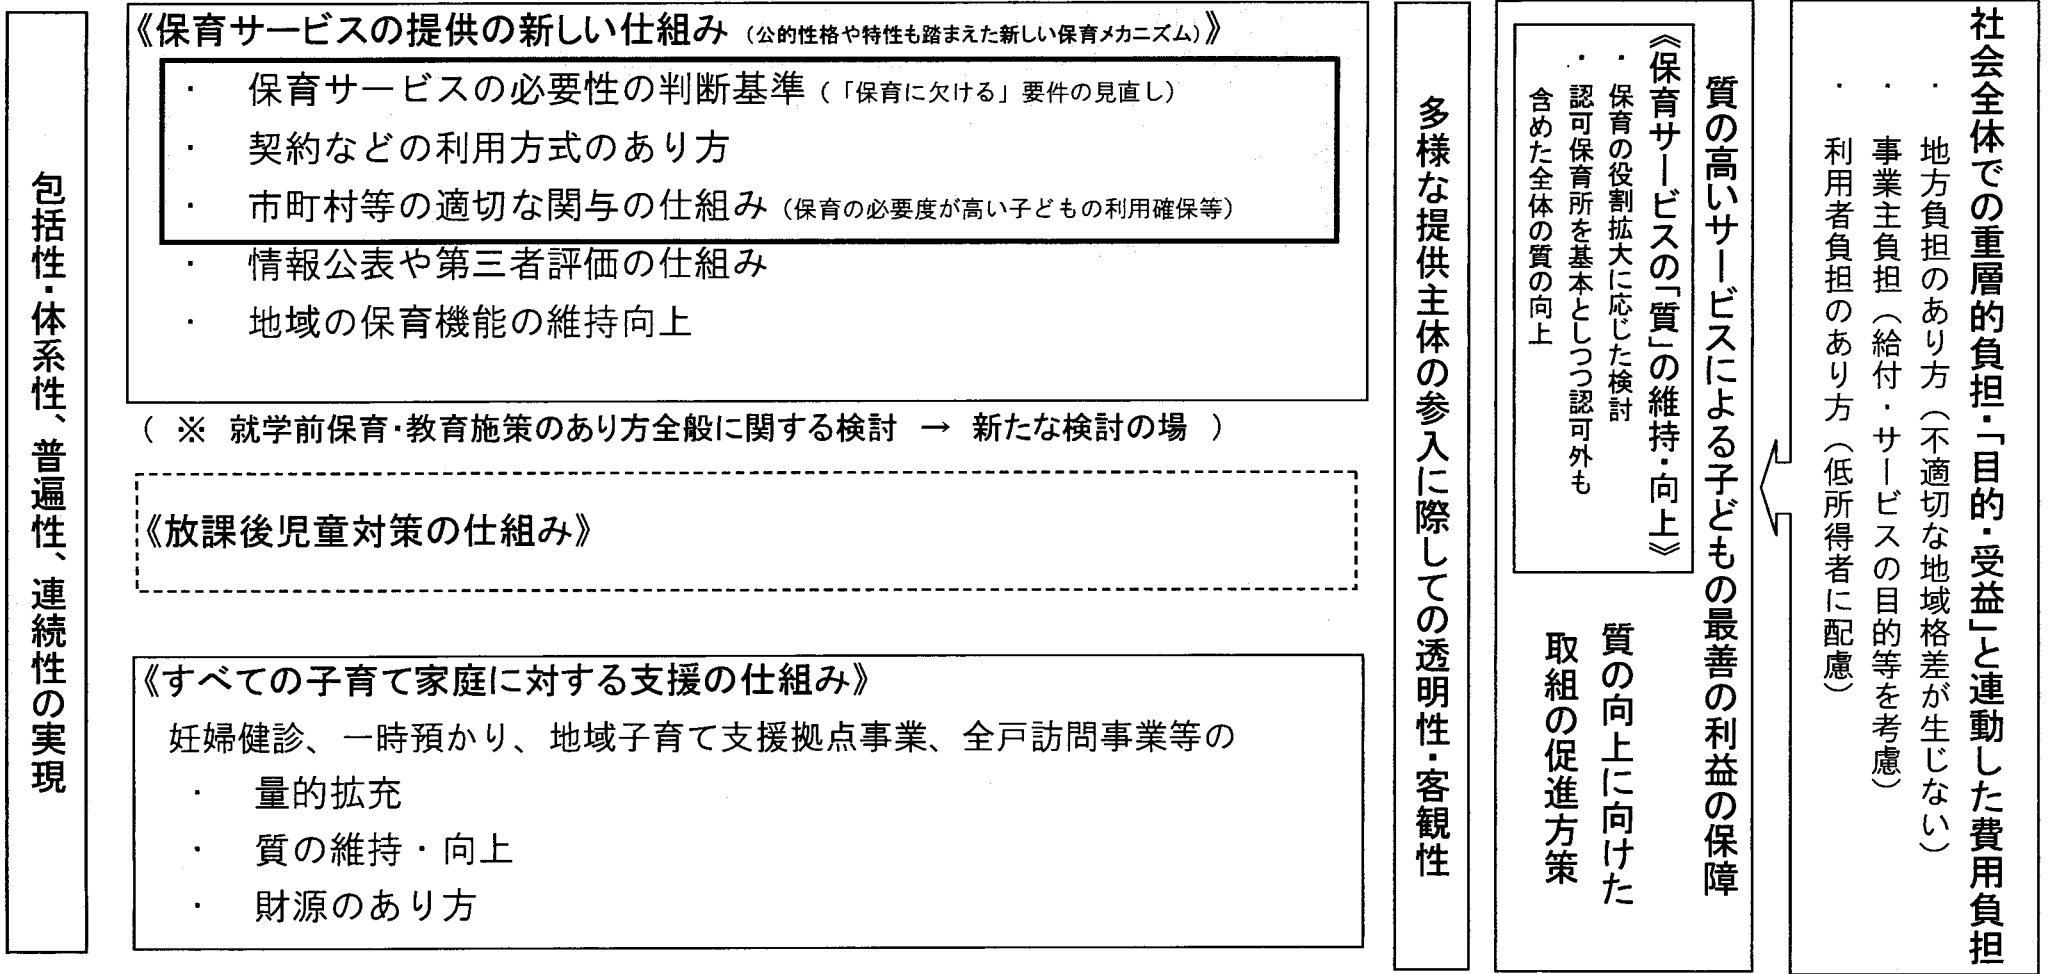 包括性・体系性、普遍性、連続性の実現
《保育サービスの提供の新しい仕組み（公的性格や特性も踏まえた新しい保育メカニズム）》
・ 保育サービスの必要性の判断基準（「保育に欠ける」要件の見直し）
・ 契約などの利用方式のあり方
・ 市町村等の適切な関与の仕組み（保育の必要度が高い子どもの利用確保等）
・ 情報公表や第三者評価の仕組み
・ 地域の保育機能の維持向上
（ ※ 就学前保育・教育施策のあり方全般に関する検討 → 新たな検討の場 ）
《放課後児童対策の仕組み》
《すべての子育て家庭に対する支援の仕組み》
妊婦健診、一時預かり、地域子育て支援拠点事業、全戸訪問事業等の
・ 量的拡充
・ 質の維持・向上
・ 財源のあり方
多様な提供主体の参入に際しての透明性・客観性
質の高いサービスによる子どもの最善の利益の保障
《保育サービスの「質」の維持・向上》
・ 保育の役割拡大に応じた検討
・ 認可保育所を基本としつつ認可外も
含めた全体の質の向上
質の向上に向けた
取組の促進方策
社会全体での重層的負担・「目的・受益」と連動した費用負担
・ 地方負担のあり方（不適切な地域格差が生じない）
・ 事業主負担（給付・サービスの目的等を考慮）
・ 利用者負担のあり方（低所得者に配慮）